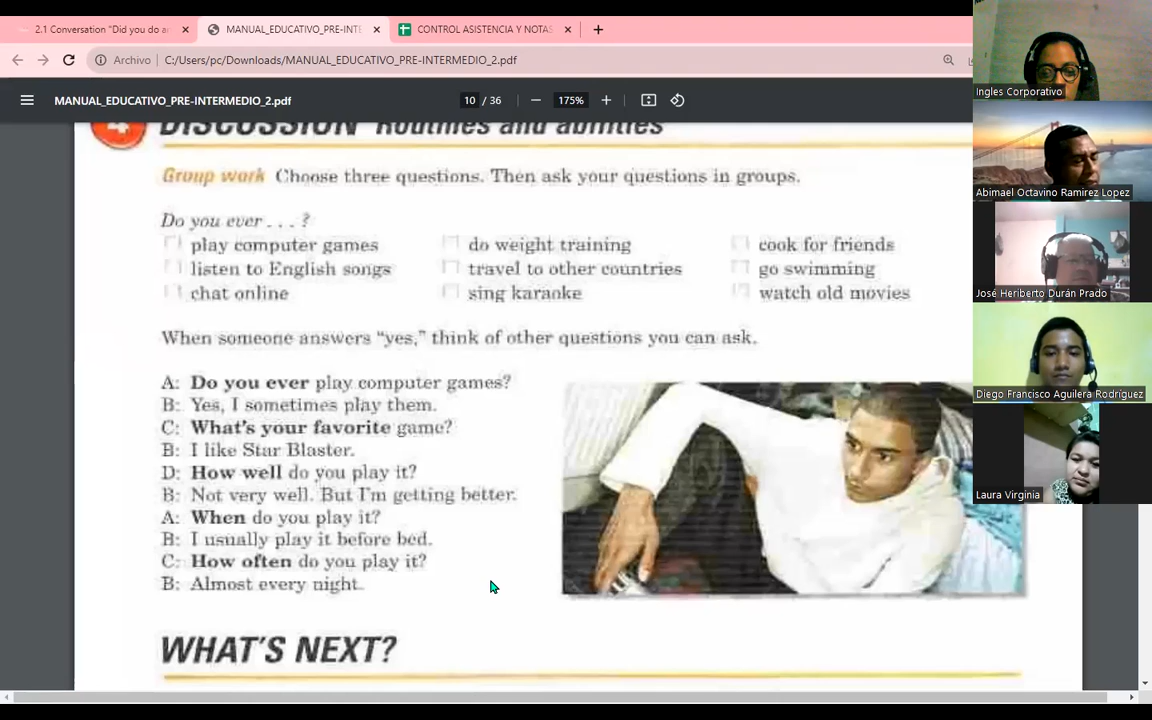 2.1 Conversation "Did you do a
MANUAL_EDUCATIVO_PRE-INTE
CONTROL ASISTENCIA Y NOTAS
Archivo
C:/Users/pc/Downloads/MANUAL_EDUCATIVO_PRE-INTERMEDIO_2.pdf
MANUAL_EDUCATIVO_PRE-INTERMEDIO_2.pdf
10 / 36
175%
4 DISCUSSION Routines and abilities
Group work Choose three questions. Then ask your questions in groups.
Do you ever . . . ?
play computer games do weight training cook for friends
listen to English songs travel to other countries go swimming
chat online sing karaoke watch old movies
When someone answers “yes,” think of other questions you can ask.
A: Do you ever play computer games?
B: Yes, I sometimes play them.
C: What's your favorite game?
B: I like Star Blaster.
D: How well do you play it?
B: Not very well. But I'm getting better.
A: When do you play it?
B: I usually play it before bed.
C: How often do you play it?
B: Almost every night.
WHAT'S NEXT?
Ingles Corporativo
Abimael Octavino Ramirez Lopez
José Heriberto Durán Prado
Diego Francisco Aguilera Rodríguez
Laura Virginia